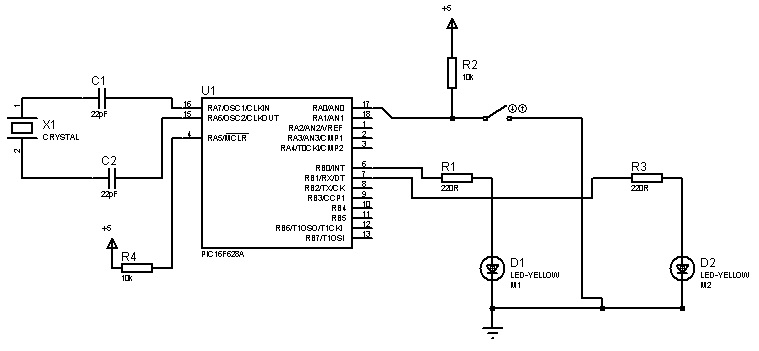 +5
R2
10k
C1
22pF
U1
1
X1
CRYSTAL
2
C2
22pF
16
15
4
RA7/OSC1/CLKIN
RA6/OSC2/CLKOUT
RA5/MCLR
RA0/AN0
RA1/AN1
RA2/AN2/VREF
RA3/AN3/CMP1
RA4/T0CKI/CMP2
RB0/INT
RB1/RX/DT
RB2/TX/CK
RB3/CCP1
RB4
RB5
RB6/T1OSO/T1CKI
RB7/T1OSI
17
18
1
2
3
6
7
8
9
10
11
12
13
PIC16F628A
R1
220R
R3
220R
+5
R4
10k
D1
LED-YELLOW
M1
D2
LED-YELLOW
M2